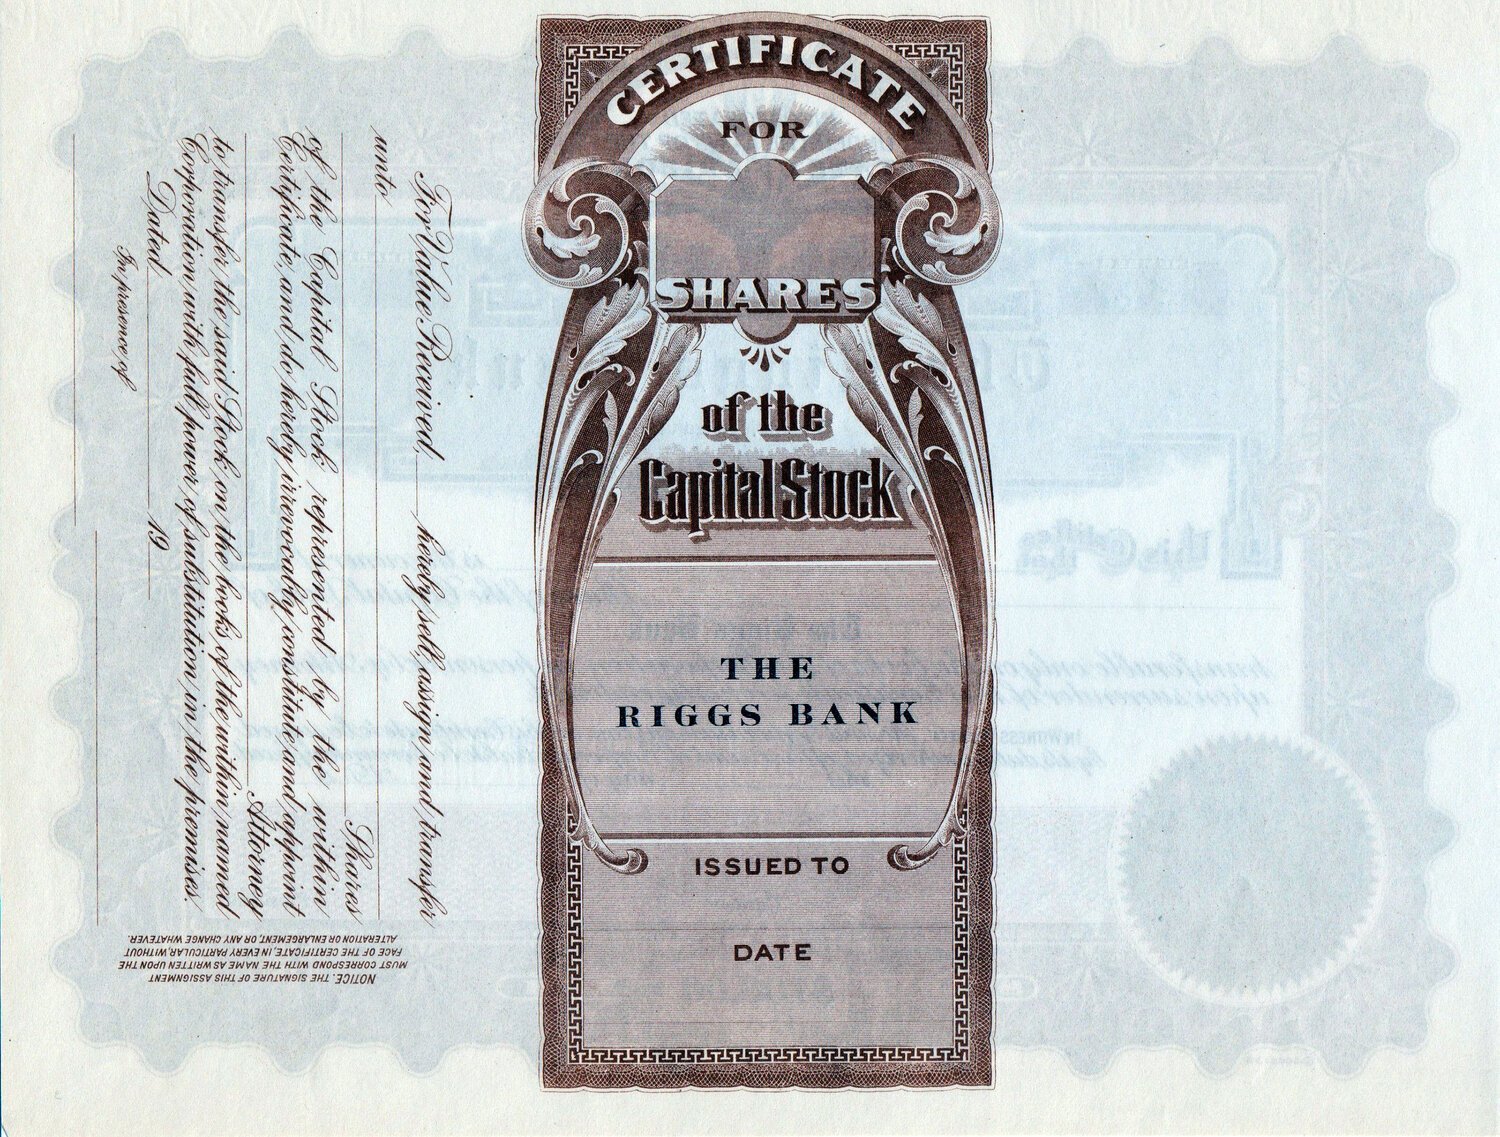 CERTIFICATE
FOR
SHARES
of the
Capital Stock
THE
RIGGS BANK
ISSUED TO
DATE
For Value Received, hereby sell, assign and transfer
unto
Shares
of the Capital Stock represented by the within
Certificate, and do hereby irrevocably constitute and appoint
Attorney
to transfer the said Stock on the books of the within named
Corporation, with full power of substitution in the premises.
Dated 19
In presence of
NOTICE. THE SIGNATURE OF THIS ASSIGNMENT
MUST CORRESPOND WITH THE NAME AS WRITTEN UPON THE
FACE OF THE CERTIFICATE, IN EVERY PARTICULAR, WITHOUT
ALTERATION OR ENLARGEMENT, OR ANY CHANGE WHATEVER.